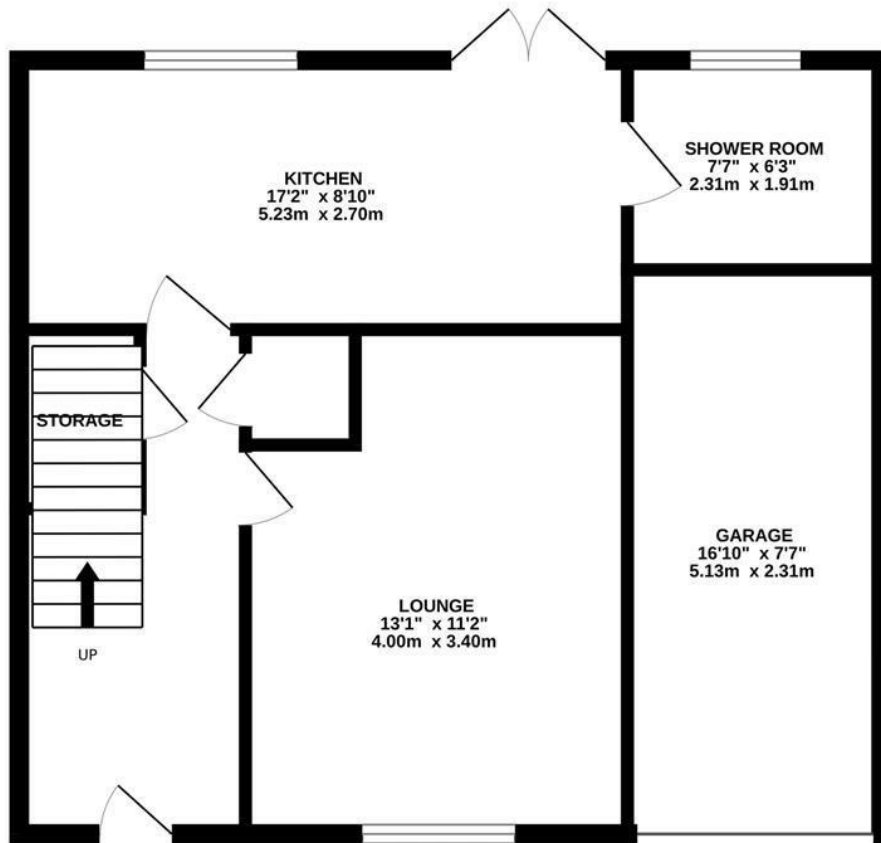 KITCHEN
17'2" x 8'10"
5.23m x 2.70m
SHOWER ROOM
7'7" x 6'3"
2.31m x 1.91m
STORAGE
UP
LOUNGE
13'1" x 11'2"
4.00m x 3.40m
GARAGE
16'10" x 7'7"
5.13m x 2.31m